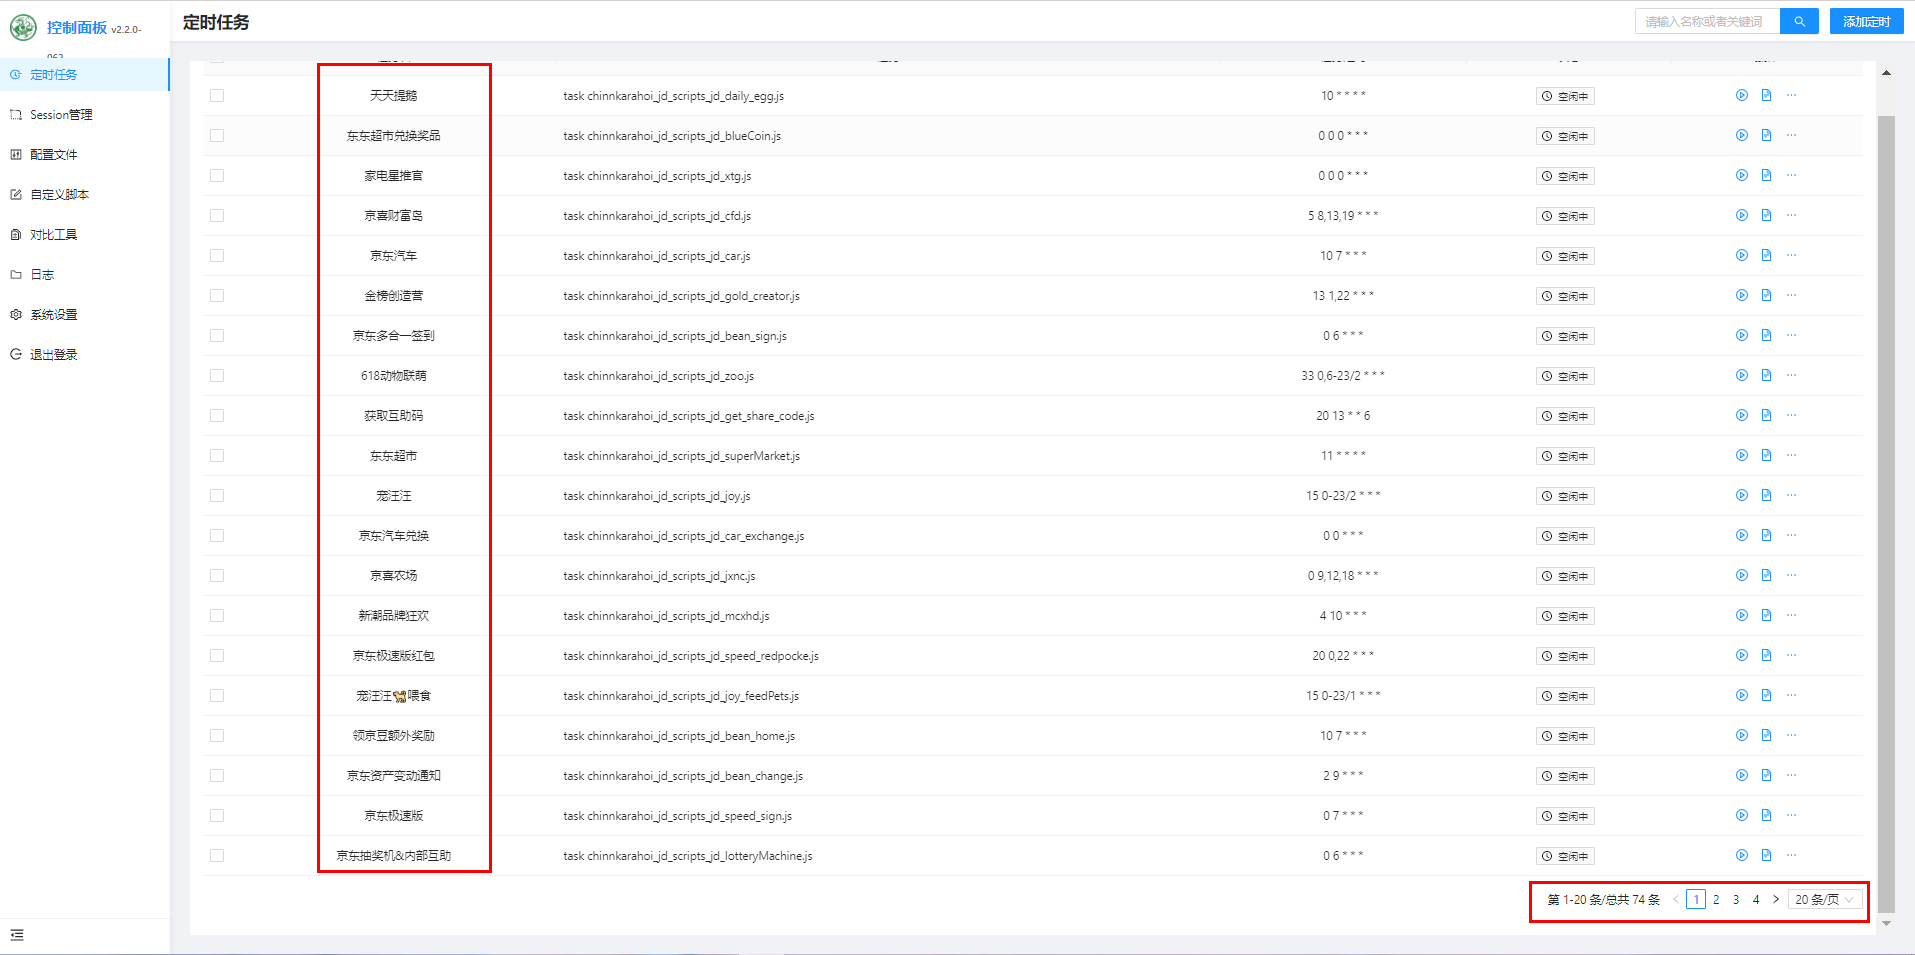 控制面板 v2.2.0-
定时任务
请输入名称或者关键词
添加定时
定时任务
Session管理
配置文件
自定义脚本
对比工具
日志
系统设置
退出登录
天天提鹅 task chinnkarahoi_jd_scripts_jd_daily_egg.js 10 * * * * 空闲中
东东超市兑换奖品 task chinnkarahoi_jd_scripts_jd_blueCoin.js 0 0 0 * * * 空闲中
家电星推官 task chinnkarahoi_jd_scripts_jd_xtg.js 0 0 0 * * * 空闲中
京喜财富岛 task chinnkarahoi_jd_scripts_jd_cfd.js 5 8,13,19 * * * 空闲中
京东汽车 task chinnkarahoi_jd_scripts_jd_car.js 10 7 * * * 空闲中
金榜创造营 task chinnkarahoi_jd_scripts_jd_gold_creator.js 13 1,22 * * * 空闲中
京东多合一签到 task chinnkarahoi_jd_scripts_jd_bean_sign.js 0 6 * * * 空闲中
618动物联萌 task chinnkarahoi_jd_scripts_jd_zoo.js 33 0,6-23/2 * * * 空闲中
获取互助码 task chinnkarahoi_jd_scripts_jd_get_share_code.js 20 13 * * 6 空闲中
东东超市 task chinnkarahoi_jd_scripts_jd_superMarket.js 11 * * * * 空闲中
宠汪汪 task chinnkarahoi_jd_scripts_jd_joy.js 15 0-23/2 * * * 空闲中
京东汽车兑换 task chinnkarahoi_jd_scripts_jd_car_exchange.js 0 0 * * * 空闲中
京喜农场 task chinnkarahoi_jd_scripts_jd_jxnc.js 0 9,12,18 * * * 空闲中
新潮品牌狂欢 task chinnkarahoi_jd_scripts_jd_mcxhd.js 4 10 * * * 空闲中
京东极速版红包 task chinnkarahoi_jd_scripts_jd_speed_redpocke.js 20 0,22 * * * 空闲中
宠汪汪🐕喂食 task chinnkarahoi_jd_scripts_jd_joy_feedPets.js 15 0-23/1 * * * 空闲中
领京豆额外奖励 task chinnkarahoi_jd_scripts_jd_bean_home.js 10 7 * * * 空闲中
京东资产变动通知 task chinnkarahoi_jd_scripts_jd_bean_change.js 2 9 * * * 空闲中
京东极速版 task chinnkarahoi_jd_scripts_jd_speed_sign.js 0 7 * * * 空闲中
京东抽奖机&内部互助 task chinnkarahoi_jd_scripts_jd_lotteryMachine.js 0 6 * * * 空闲中
第 1-20 条/总共 74 条 < 1 2 3 4 > 20 条/页